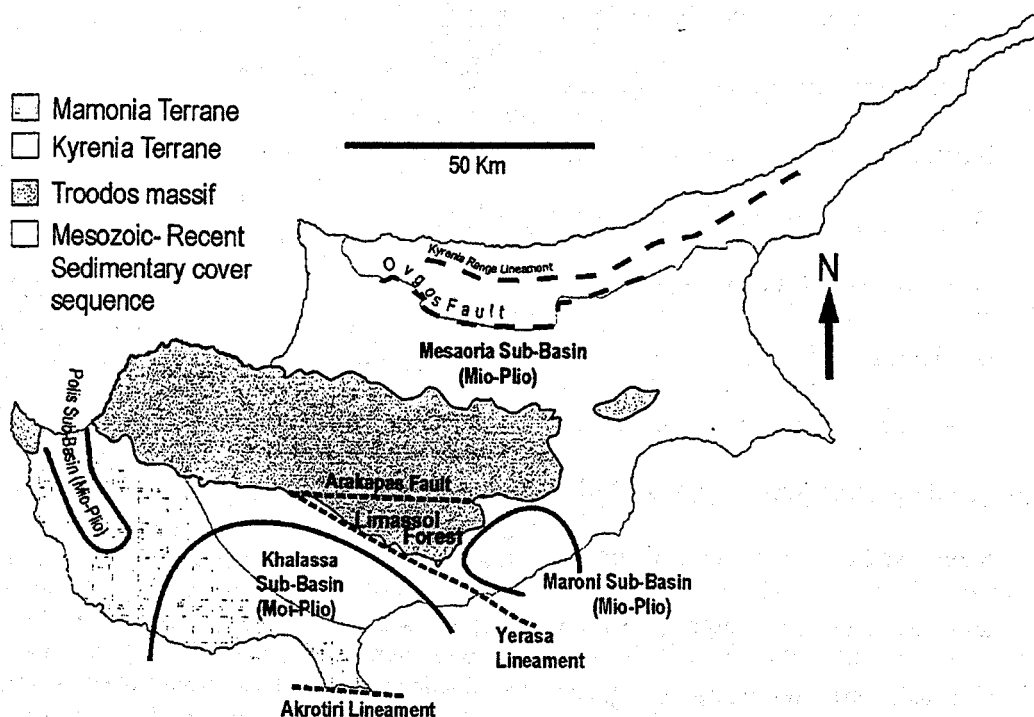 Mamonia Terrane
Kyrenia Terrane
Troodos massif
Mesozoic- Recent
Sedimentary cover
sequence
50 Km
N
Kyrenia Range Lineament
Ovgos Fault
Mesaoria Sub-Basin
(Mio-Plio)
Polis Sub-Basin (Mio-Plio)
Arakapas Fault
Limassol
Forest
Khalassa
Sub-Basin
(Moi-Plio)
Maroni Sub-Basin
(Mio-Plio)
Yerasa
Lineament
Akrotiri Lineament